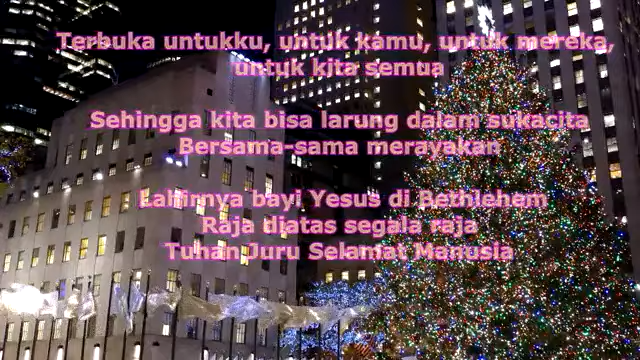 Terbuka untukku, untuk kamu, untuk mereka,
untuk kita semua
Sehingga kita bisa larung dalam sukacita
Bersama-sama merayakan
Lahirnya bayi Yesus di Bethlehem
Raja diatas segala raja
Tuhan Juru Selamat Manusia